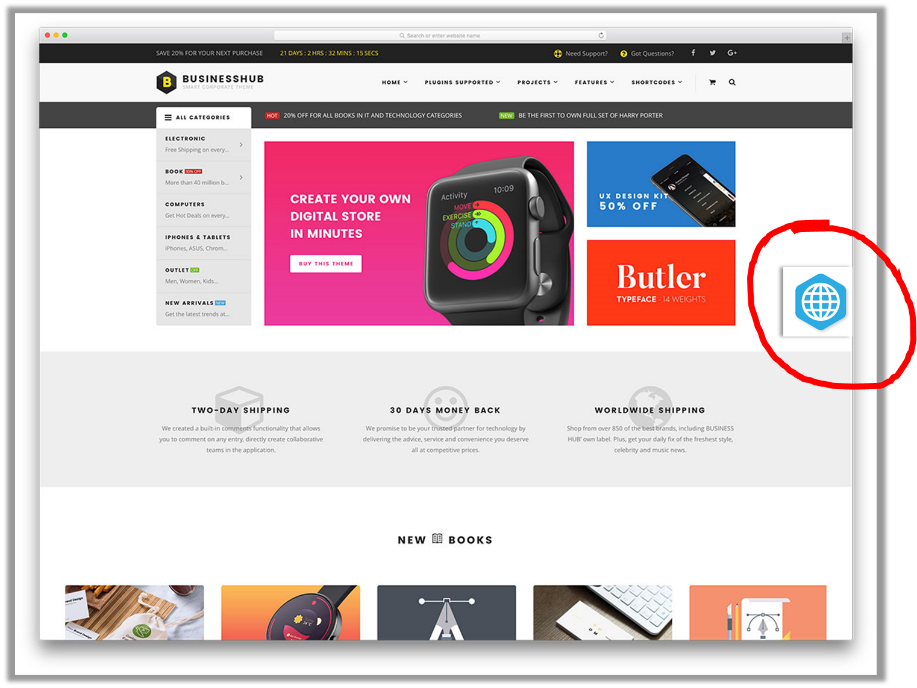 Search or enter website name
SAVE 20% FOR YOUR NEXT PURCHASE
21 DAYS : 2 HRS : 32 MINS : 15 SECS
Need Support?
Got Questions?
f
G+
B
BUSINESSHUB
SMART CORPORATE THEME
HOME
PLUGINS SUPPORTED
PROJECTS
FEATURES
SHORTCODES
ALL CATEGORIES
HOT 20% OFF FOR ALL BOOKS IN IT AND TECHNOLOGY CATEGORIES
NEW BE THE FIRST TO OWN FULL SET OF HARRY PORTER
ELECTRONIC
Free Shipping on every...
BOOK 30% OFF
More than 40 million b...
COMPUTERS
Get Hot Deals on every...
IPHONES & TABLETS
iPhones, ASUS, Chrom...
OUTLET
Men, Women, Kids...
NEW ARRIVALS NEW
Get the latest trends at,..
CREATE YOUR OWN
DIGITAL STORE
IN MINUTES
BUY THIS THEME
Activity
10:09
MOVE
EXERCISE
STAND
UX DESIGN KIT
50% OFF
Butler
TYPEFACE - 14 WEIGHTS
TWO-DAY SHIPPING
We created a built-in comments functionality that allows
you to comment on any entry, directly create collaborative
teams in the application.
30 DAYS MONEY BACK
We promise to be your trusted partner for technology by
delivering the advice, service and convenience you deserve
all at competitive prices.
WORLDWIDE SHIPPING
Shop from over 850 of the best brands, including BUSINESS
HUB' own label. Plus, get your daily fix of the freshest style,
celebrity and music news.
NEW BOOKS